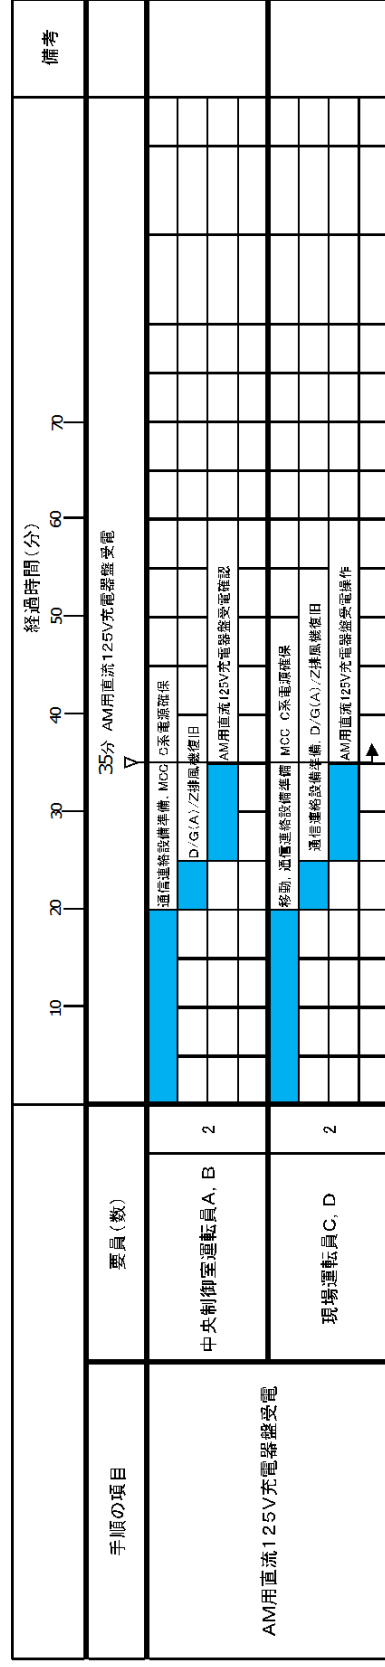 経過時間(分)
備考
10
20
30
40
50
60
70
手順の項目
要員(数)
35分 AM用直流125V充電器盤受電
AM用直流125V充電器盤受電
中央制御室運転員A, B
2
通信連絡設備準備, MCC C系電源確保
D/G(A)/Z排風機復旧
AM用直流125V充電器盤受電確認
現場運転員C, D
2
移動, 通信連絡設備準備, MCC C系電源確保
通信連絡設備準備, D/G(A)/Z排風機復旧
AM用直流125V充電器盤受電操作